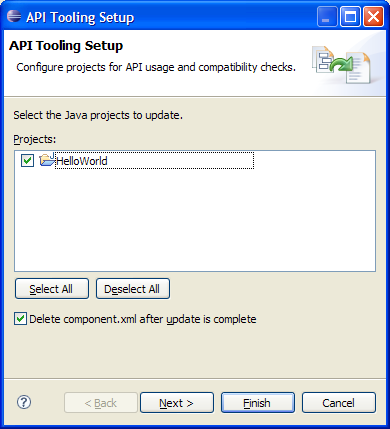 API Tooling Setup
API Tooling Setup
Configure projects for API usage and compatibility checks.
Select the Java projects to update.
Projects:
HelloWorld
Select All Deselect All
Delete component.xml after update is complete
? < Back Next > Finish Cancel